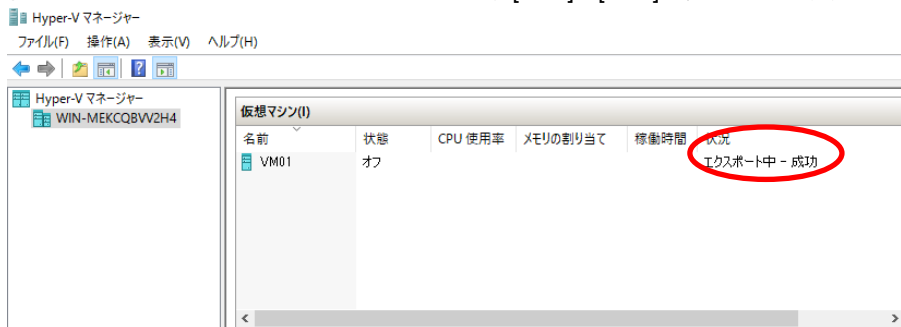 Hyper-V マネージャー
ファイル(F) 操作(A) 表示(V) ヘルプ(H)
Hyper-V マネージャー
WIN-MEKCQBVV2H4
仮想マシン(I)
名前 状態 CPU 使用率 メモリの割り当て 稼働時間 状況
VM01 オフ エクスポート中 - 成功